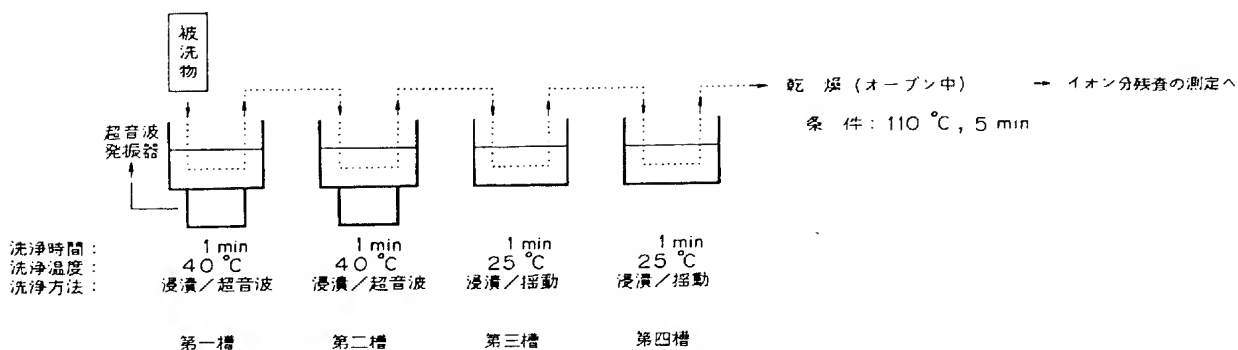 被洗物
超音波
発振器
乾 燥 (オーブン中) → イオン分残査の測定へ
条 件: 110 °C, 5 min
洗浄時間: 1 min 1 min 1 min 1 min
洗浄温度: 40 °C 40 °C 25 °C 25 °C
洗浄方法: 浸漬/超音波 浸漬/超音波 浸漬/揺動 浸漬/揺動
第一槽 第二槽 第三槽 第四槽